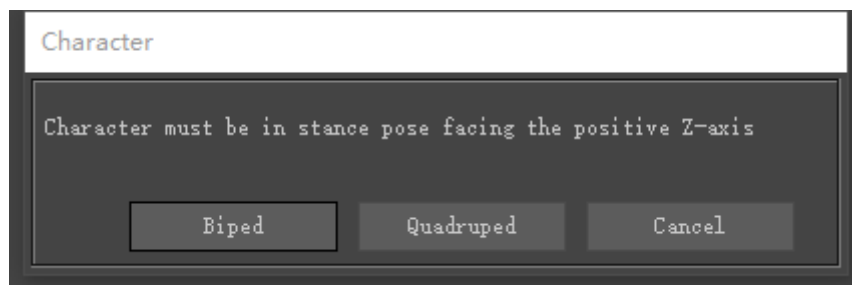 Character
Character must be in stance pose facing the positive Z-axis
Biped
Quadruped
Cancel